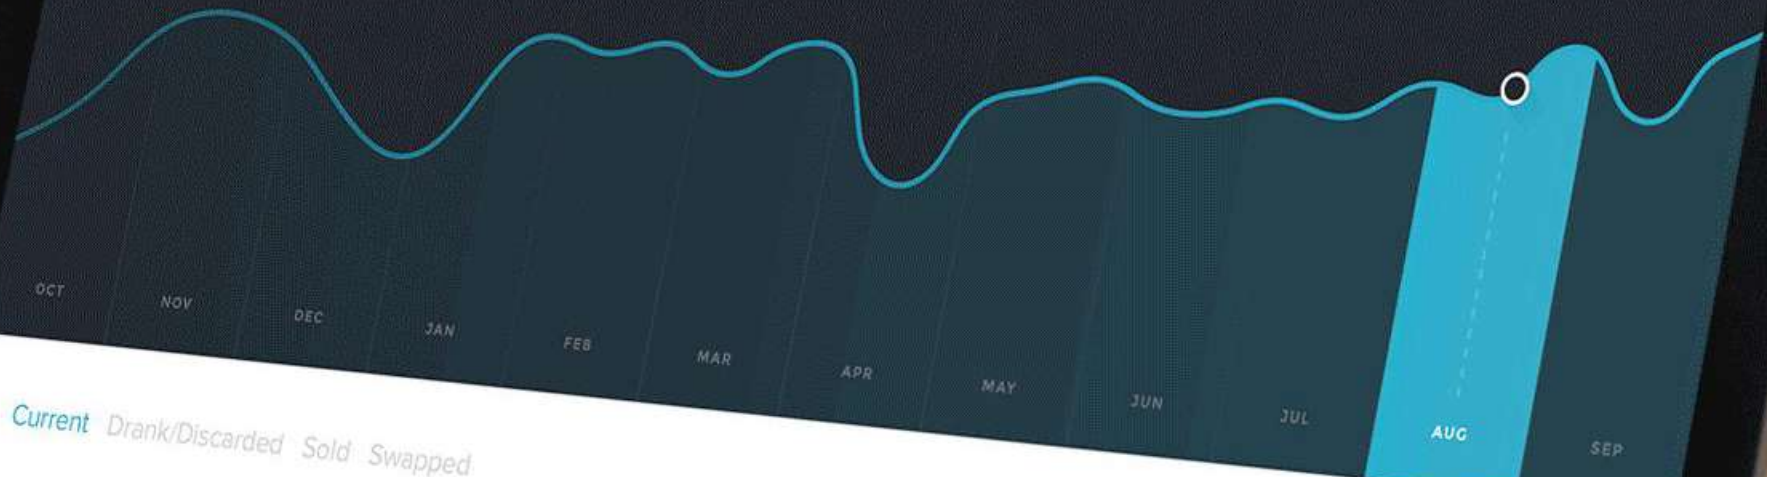 OCT NOV DEC JAN FEB MAR APR MAY JUN JUL AUG SEP
Current Drank/Discarded Sold Swapped